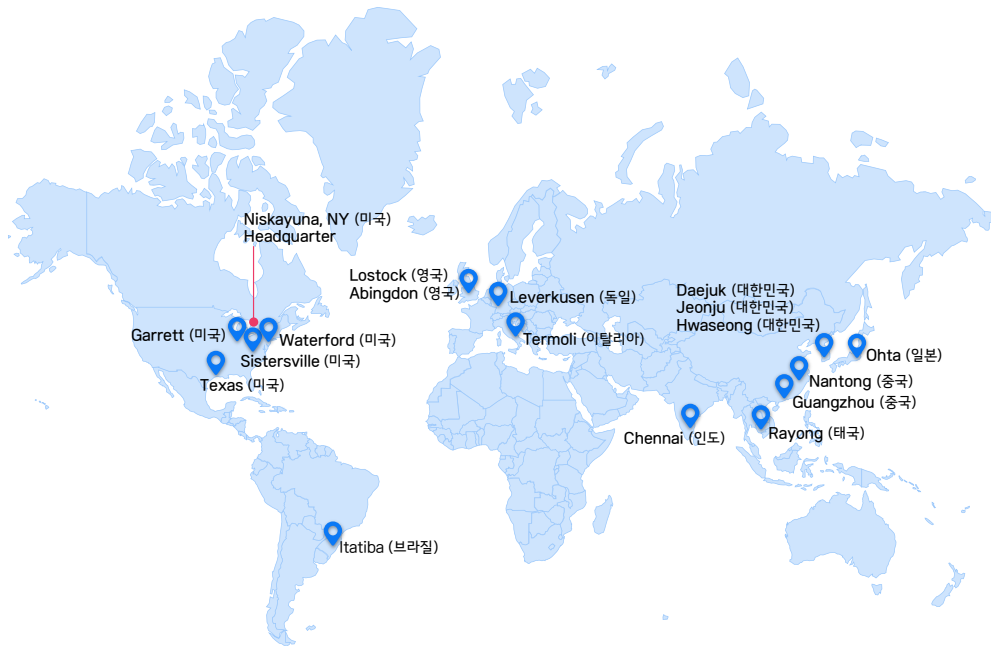 Niskayuna, NY (미국)
Headquarter
Garrett (미국)
Waterford (미국)
Sistersville (미국)
Texas (미국)
Itatiba (브라질)
Lostock (영국)
Abingdon (영국)
Leverkusen (독일)
Termoli (이탈리아)
Daejuk (대한민국)
Jeonju (대한민국)
Hwaseong (대한민국)
Ohta (일본)
Nantong (중국)
Guangzhou (중국)
Rayong (태국)
Chennai (인도)